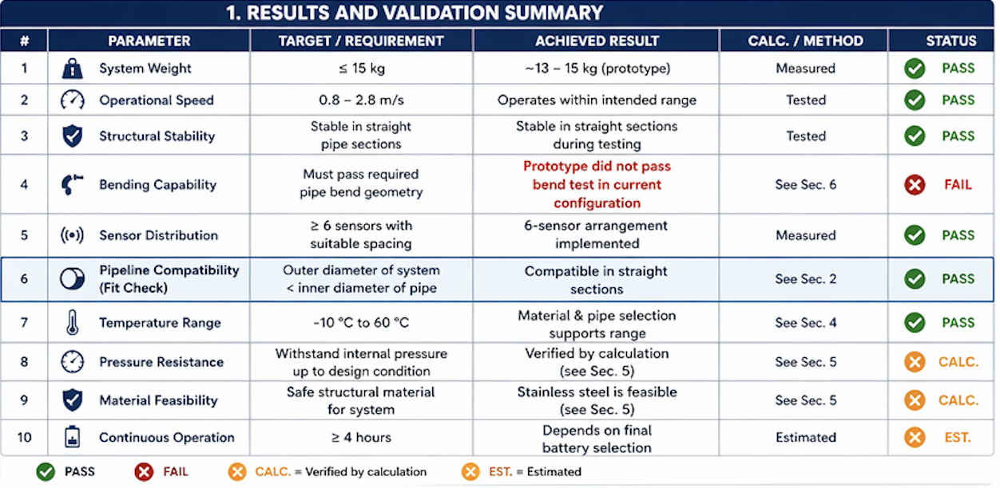 1. RESULTS AND VALIDATION SUMMARY
# PARAMETER TARGET / REQUIREMENT ACHIEVED RESULT CALC. / METHOD STATUS
1 System Weight ≤ 15 kg ~13 – 15 kg (prototype) Measured PASS
2 Operational Speed 0.8 – 2.8 m/s Operates within intended range Tested PASS
3 Structural Stability Stable in straight
pipe sections Stable in straight sections
during testing Tested PASS
4 Bending Capability Must pass required
pipe bend geometry Prototype did not pass
bend test in current
configuration See Sec. 6 FAIL
5 Sensor Distribution ≥ 6 sensors with
suitable spacing 6-sensor arrangement
implemented Measured PASS
6 Pipeline Compatibility
(Fit Check) Outer diameter of system
< inner diameter of pipe Compatible in straight
sections See Sec. 2 PASS
7 Temperature Range -10 °C to 60 °C Material & pipe selection
supports range See Sec. 4 PASS
8 Pressure Resistance Withstand internal pressure
up to design condition Verified by calculation
(see Sec. 5) See Sec. 5 CALC.
9 Material Feasibility Safe structural material
for system Stainless steel is feasible
(see Sec. 5) See Sec. 5 CALC.
10 Continuous Operation ≥ 4 hours Depends on final
battery selection Estimated EST.
PASS FAIL CALC. = Verified by calculation EST. = Estimated